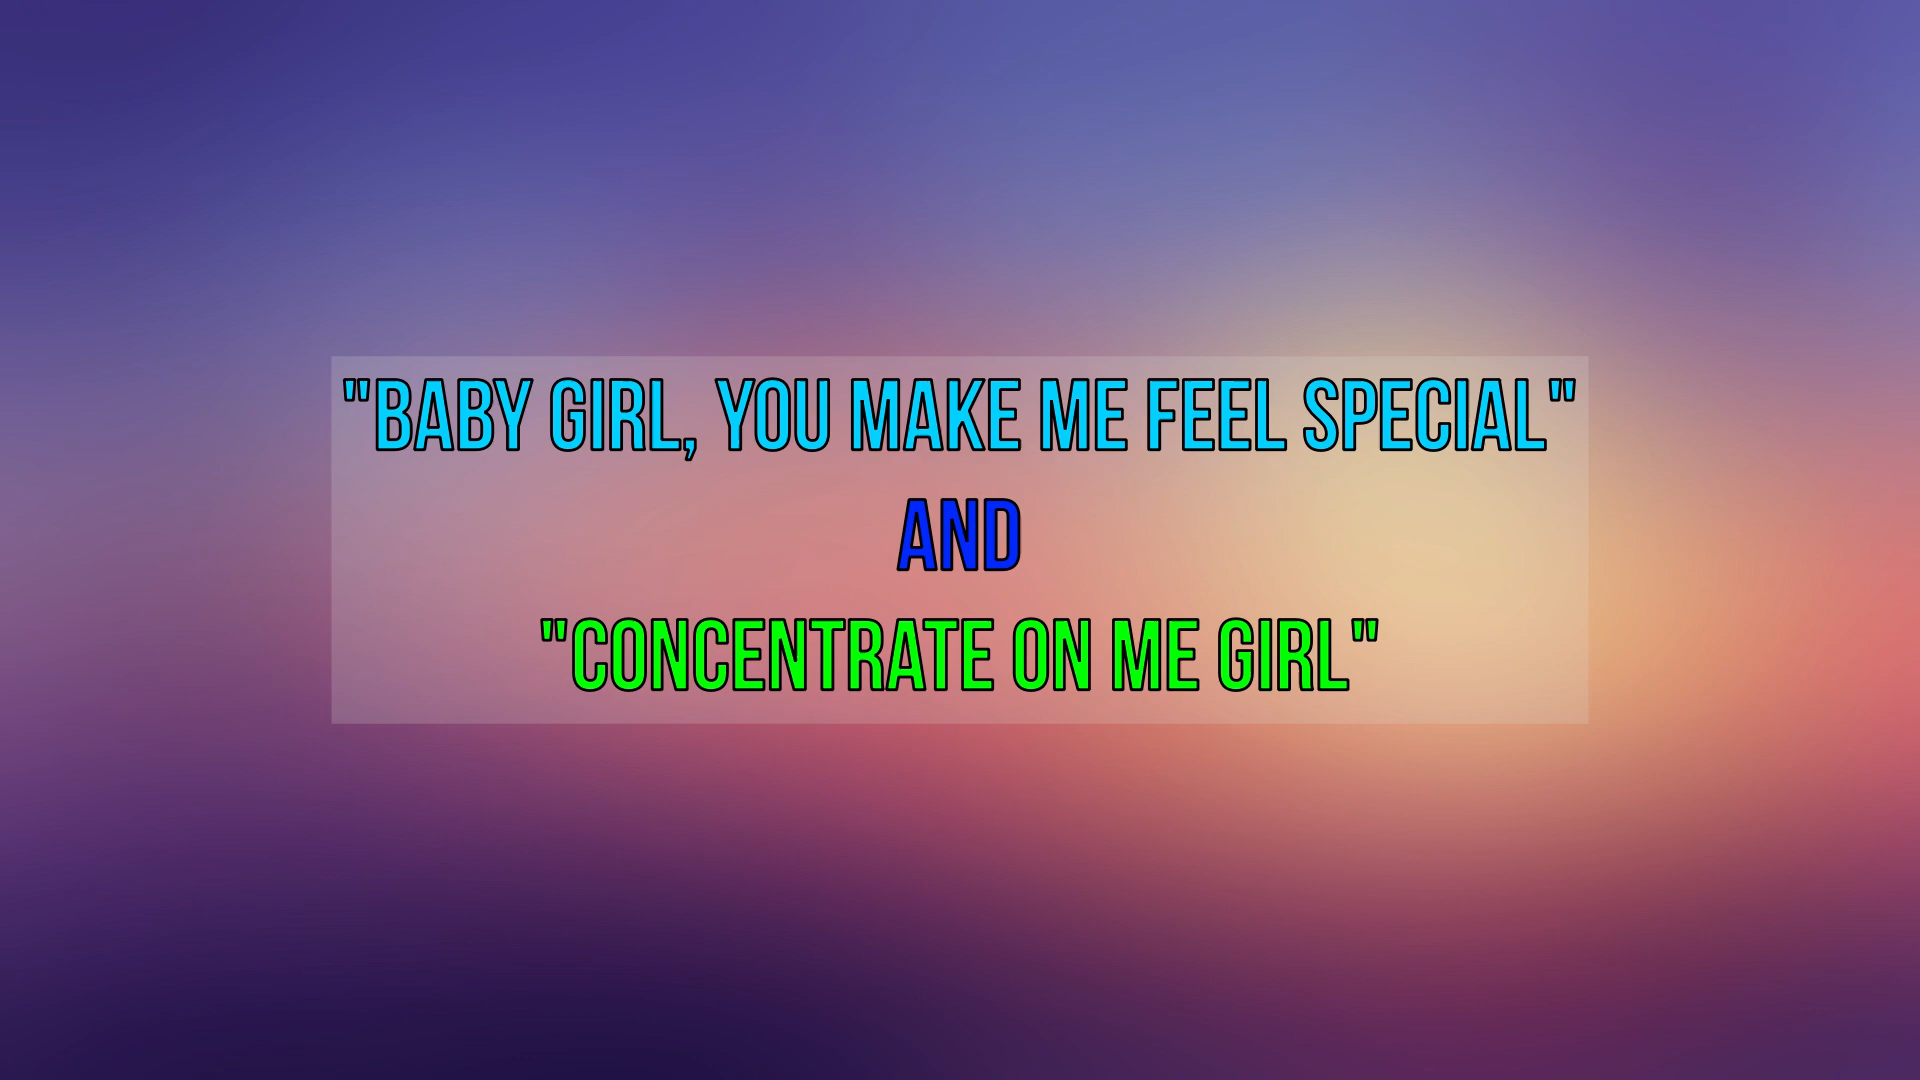 "BABY GIRL, YOU MAKE ME FEEL SPECIAL"
AND
"CONCENTRATE ON ME GIRL"